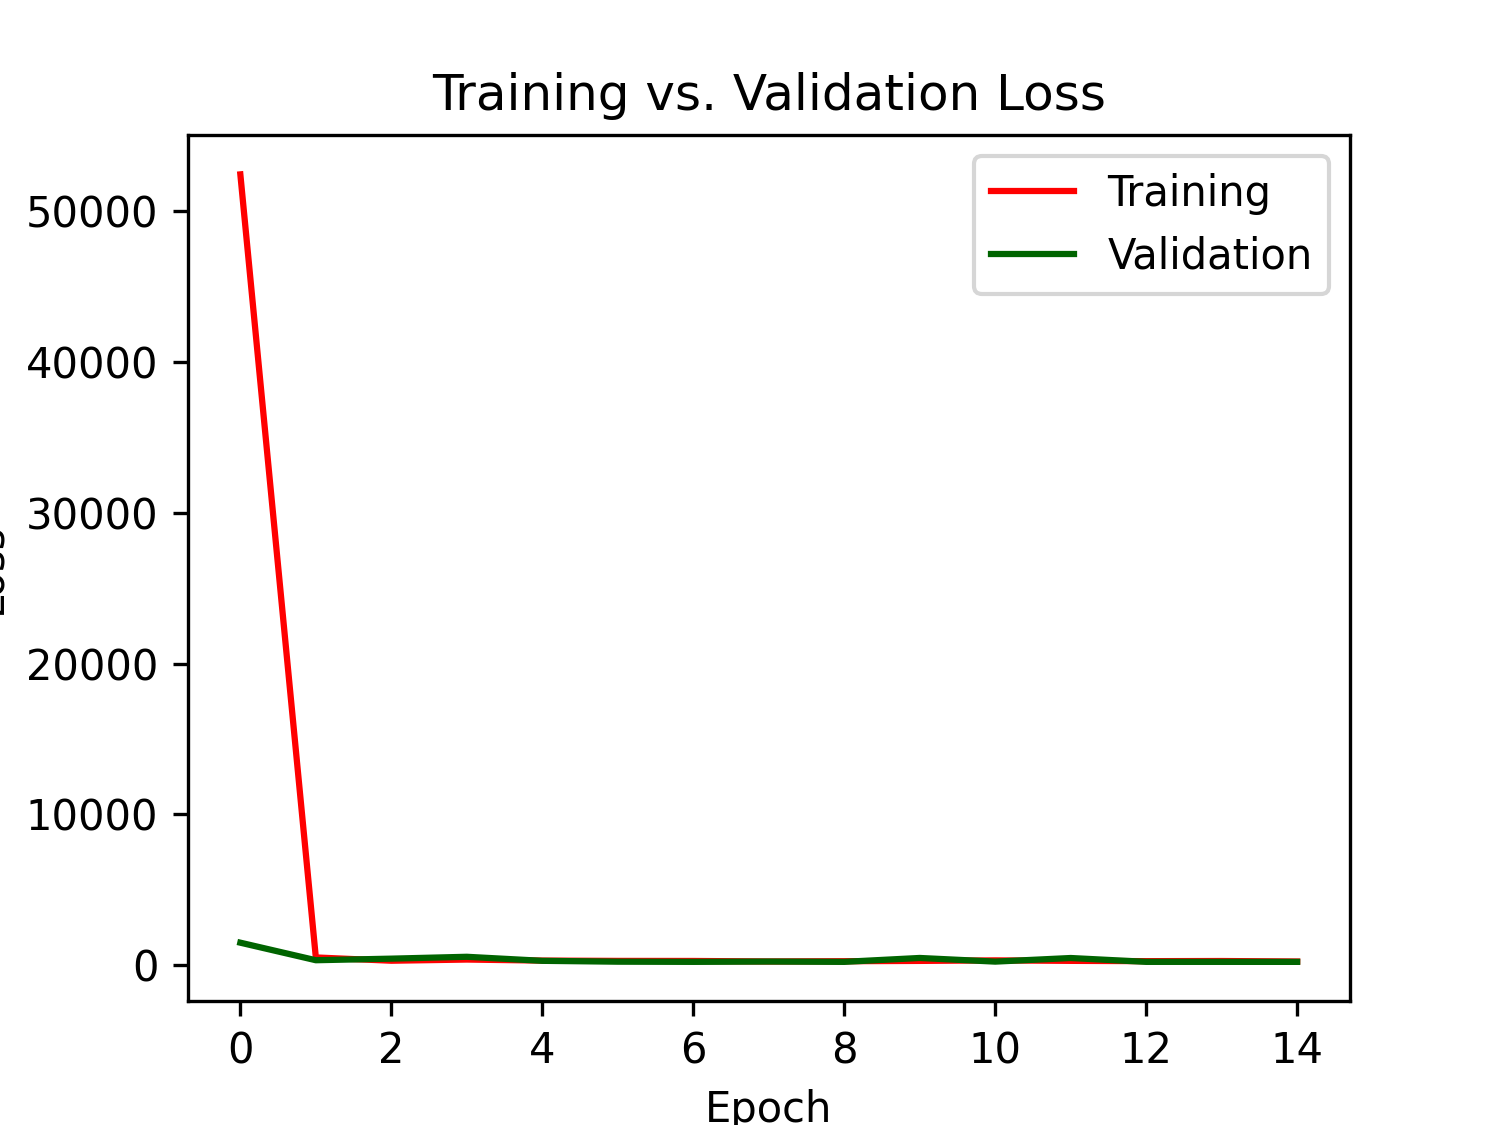 Training vs. Validation Loss
Training
Validation
50000
40000
30000
20000
10000
0
0 2 4 6 8 10 12 14
Epoch